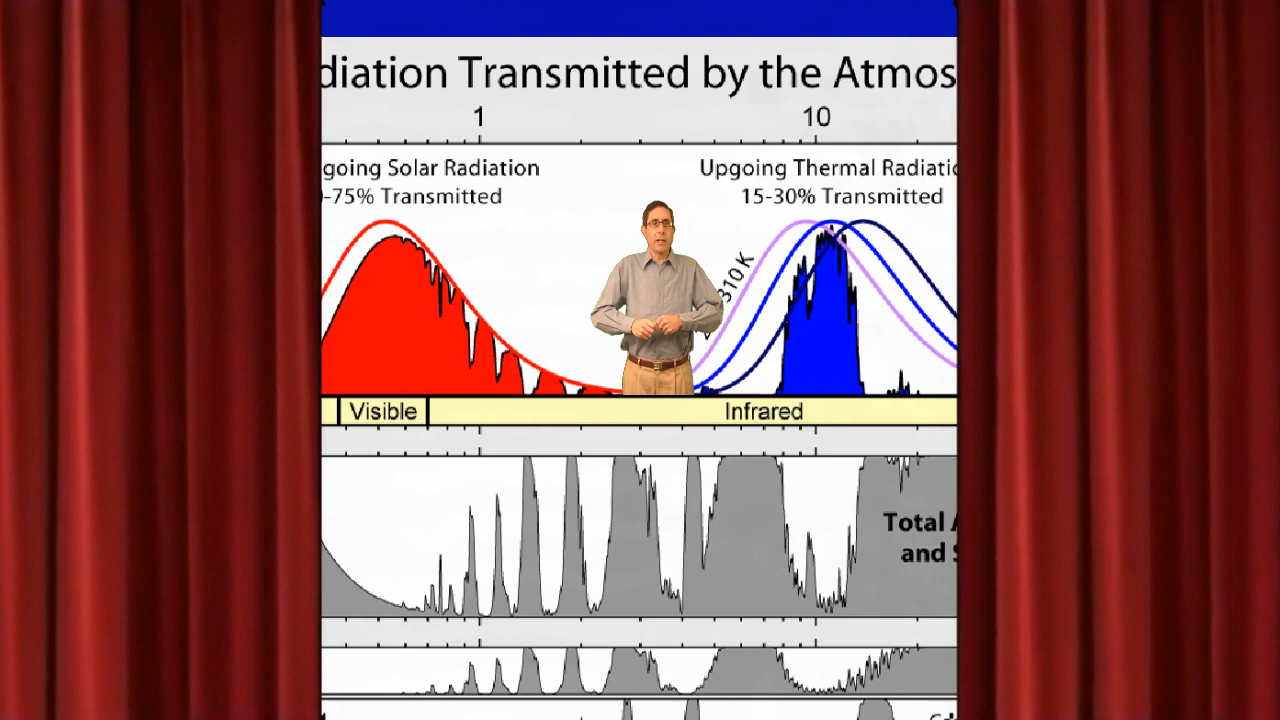 diation Transmitted by the Atmos
1 10
going Solar Radiation
-75% Transmitted
Upgoing Thermal Radiatio
15-30% Transmitted
310 K
Visible Infrared
Total
and S